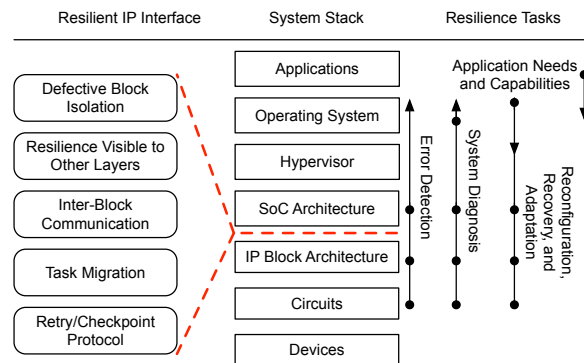 Resilient IP Interface
System Stack
Resilience Tasks
Defective Block
Isolation
Resilience Visible to
Other Layers
Inter-Block
Communication
Task Migration
Retry/Checkpoint
Protocol
Applications
Operating System
Hypervisor
SoC Architecture
IP Block Architecture
Circuits
Devices
Application Needs
and Capabilities
Error Detection
System Diagnosis
Reconfiguration,
Recovery, and
Adaptation